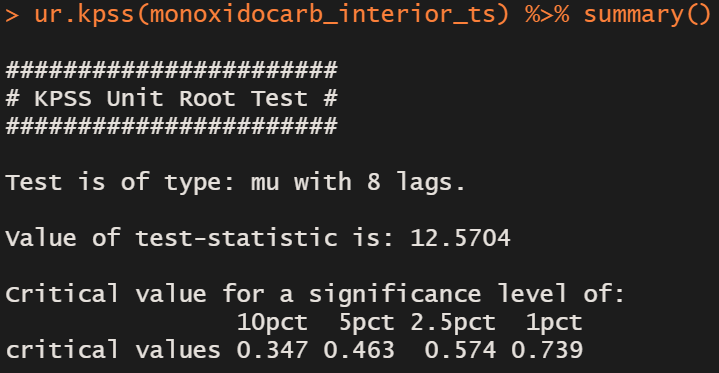 > ur.kpss(monoxidocarb_interior_ts) %>% summary()
#######################
# KPSS Unit Root Test #
#######################
Test is of type: mu with 8 lags.
Value of test-statistic is: 12.5704
Critical value for a significance level of:
                10pct  5pct 2.5pct  1pct
critical values 0.347 0.463  0.574 0.739